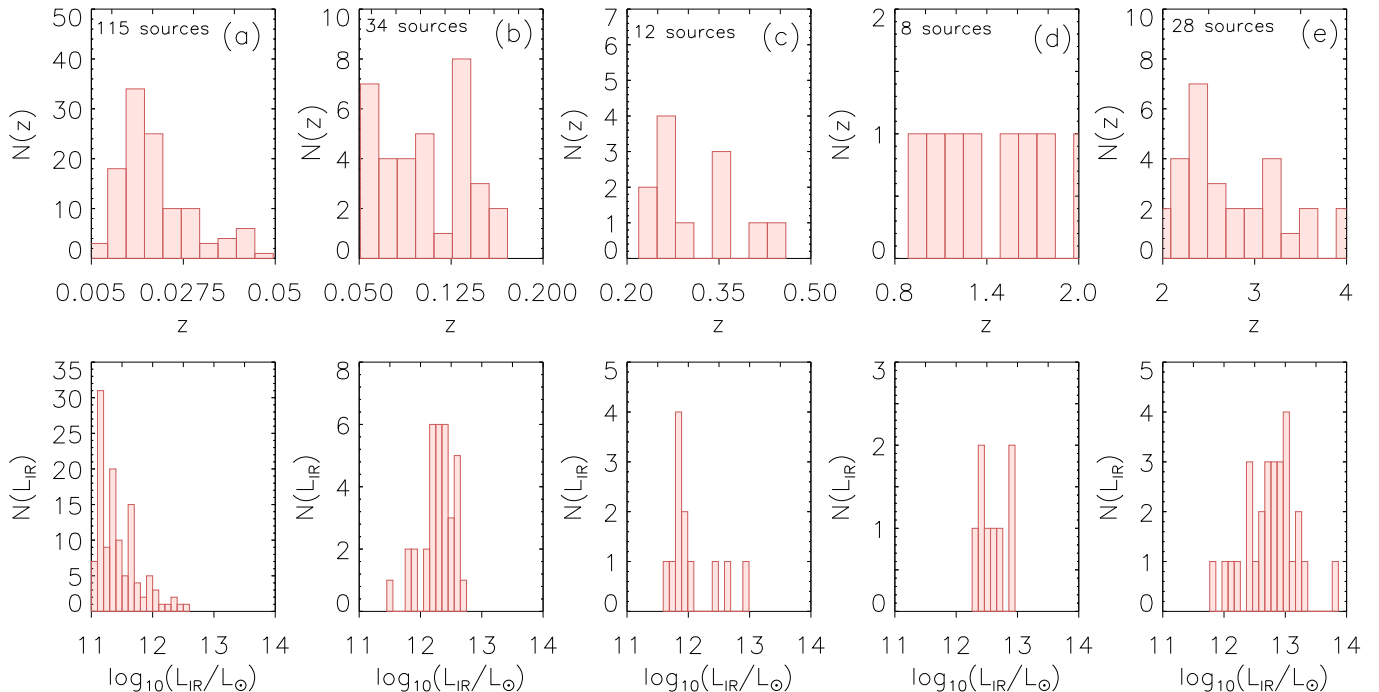 115 sources (a)
50
40
30
20
10
0
N(z)
0.005 0.0275 0.05
z
34 sources (b)
10
8
6
4
2
0
N(z)
0.050 0.125 0.200
z
12 sources (c)
7
6
5
4
3
2
1
0
N(z)
0.20 0.35 0.50
z
8 sources (d)
2
1
0
N(z)
0.8 1.4 2.0
z
28 sources (e)
10
8
6
4
2
0
N(z)
2 3 4
z
35
30
25
20
15
10
5
0
N(L_IR)
11 12 13 14
log₁₀(L_IR/L_⊙)
8
6
4
2
0
N(L_IR)
11 12 13 14
log₁₀(L_IR/L_⊙)
5
4
3
2
1
0
N(L_IR)
11 12 13 14
log₁₀(L_IR/L_⊙)
3
2
1
0
N(L_IR)
11 12 13 14
log₁₀(L_IR/L_⊙)
5
4
3
2
1
0
N(L_IR)
11 12 13 14
log₁₀(L_IR/L_⊙)